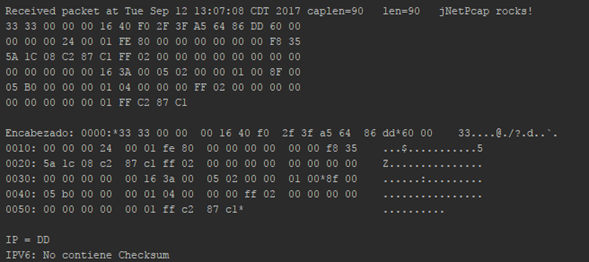 Received packet at Tue Sep 12 13:07:08 CDT 2017 caplen=90 len=90 jNetPcap rocks!
33 33 00 00 00 16 40 F0 2F 3F A5 64 86 DD 60 00
00 00 00 24 00 01 FE 80 00 00 00 00 00 00 F8 35
5A 1C 08 C2 87 C1 FF 02 00 00 00 00 00 00 00 00
00 00 00 00 00 16 3A 00 05 02 00 00 01 00 8F 00
05 B0 00 00 00 01 04 00 00 00 FF 02 00 00 00 00
00 00 00 00 00 01 FF C2 87 C1
Encabezado: 0000:*33 33 00 00 00 16 40 f0 2f 3f a5 64 86 dd*60 00 33....@./?.d..`.
0010: 00 00 00 24 00 01 fe 80 00 00 00 00 00 00 f8 35 ...$...........5
0020: 5a 1c 08 c2 87 c1 ff 02 00 00 00 00 00 00 00 00 Z...............
0030: 00 00 00 00 00 16 3a 00 05 02 00 00 01 00*8f 00 ......:.........
0040: 05 b0 00 00 00 01 04 00 00 00 ff 02 00 00 00 00 ................
0050: 00 00 00 00 00 01 ff c2 87 c1* ..........
IP = DD
IPV6: No contiene Checksum